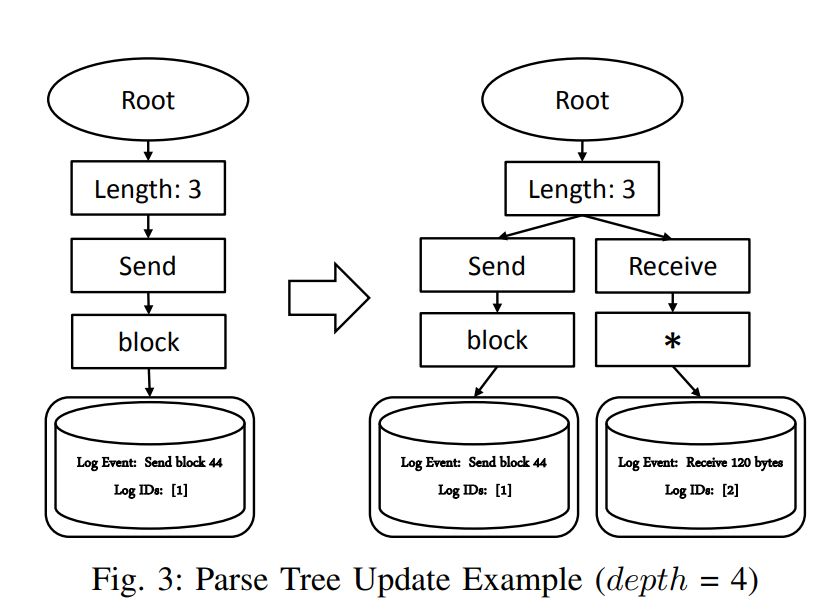 Root
Length: 3
Send
block
Log Event: Send block 44
Log IDs: [1]
Root
Length: 3
Send
Receive
block
*
Log Event: Send block 44
Log IDs: [1]
Log Event: Receive 120 bytes
Log IDs: [2]
Fig. 3: Parse Tree Update Example (depth = 4)